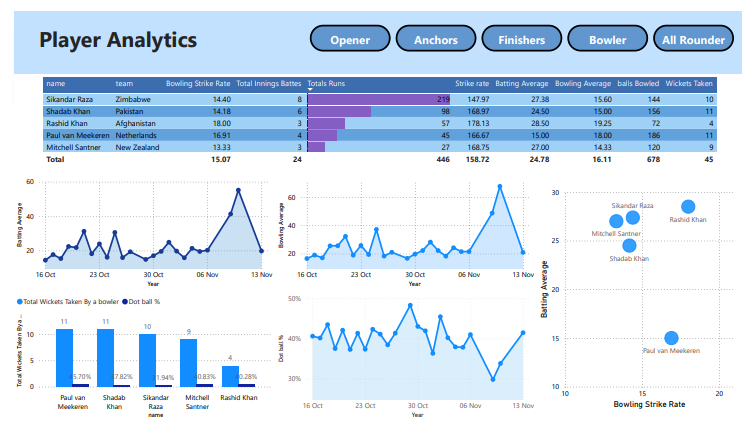 Player Analytics
Opener
Anchors
Finishers
Bowler
All Rounder
name team Bowling Strike Rate Total Innings Battes Totals Runs Strike rate Batting Average Bowling Average balls Bowled Wickets Taken
Sikandar Raza Zimbabwe 14.40 8 219 147.97 27.38 15.60 144 10
Shadab Khan Pakistan 14.18 6 98 168.97 24.50 15.00 156 11
Rashid Khan Afghanistan 18.00 3 57 178.13 28.50 19.25 72 4
Paul van Meekeren Netherlands 16.91 4 45 166.67 15.00 18.00 186 11
Mitchell Santner New Zealand 13.33 3 27 168.75 27.00 14.33 120 9
Total 15.07 24 446 158.72 24.78 16.11 678 45
Batting Average
60
40
20
16 Oct 23 Oct 30 Oct 06 Nov 13 Nov
Year
Bowling Average
60
40
20
16 Oct 23 Oct 30 Oct 06 Nov 13 Nov
Year
Batting Average
30
25
20
15
10
Sikandar Raza
Rashid Khan
Mitchell Santner
Shadab Khan
Paul van Meekeren
10 15 20
Bowling Strike Rate
Total Wickets Taken By a bowler Dot ball %
Total Wickets Taken By a ...
10
5
0
11 11 10 9 4
Paul van Meekeren
Shadab Khan
Sikandar Raza
Mitchell Santner
Rashid Khan
name
Dot ball %
50%
40%
30%
16 Oct 23 Oct 30 Oct 06 Nov 13 Nov
Year